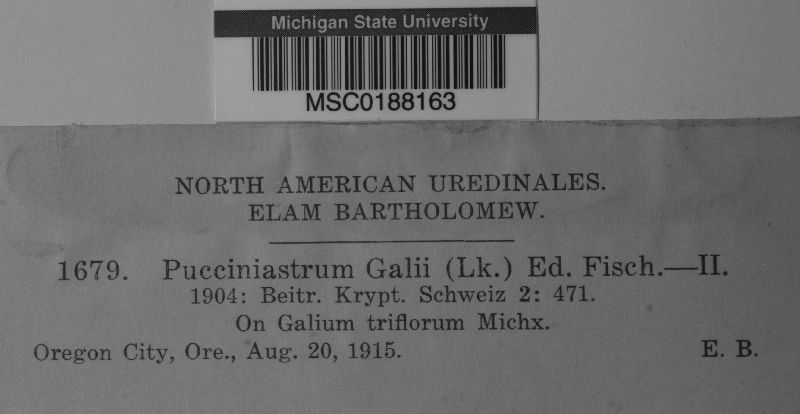 Michigan State University
MSC0188163
NORTH AMERICAN UREDINALES.
ELAM BARTHOLOMEW.
1679. Pucciniastrum Galii (Lk.) Ed. Fisch.—II.
1904: Beitr. Krypt. Schweiz 2: 471.
On Galium triflorum Michx.
Oregon City, Ore., Aug. 20, 1915. E. B.